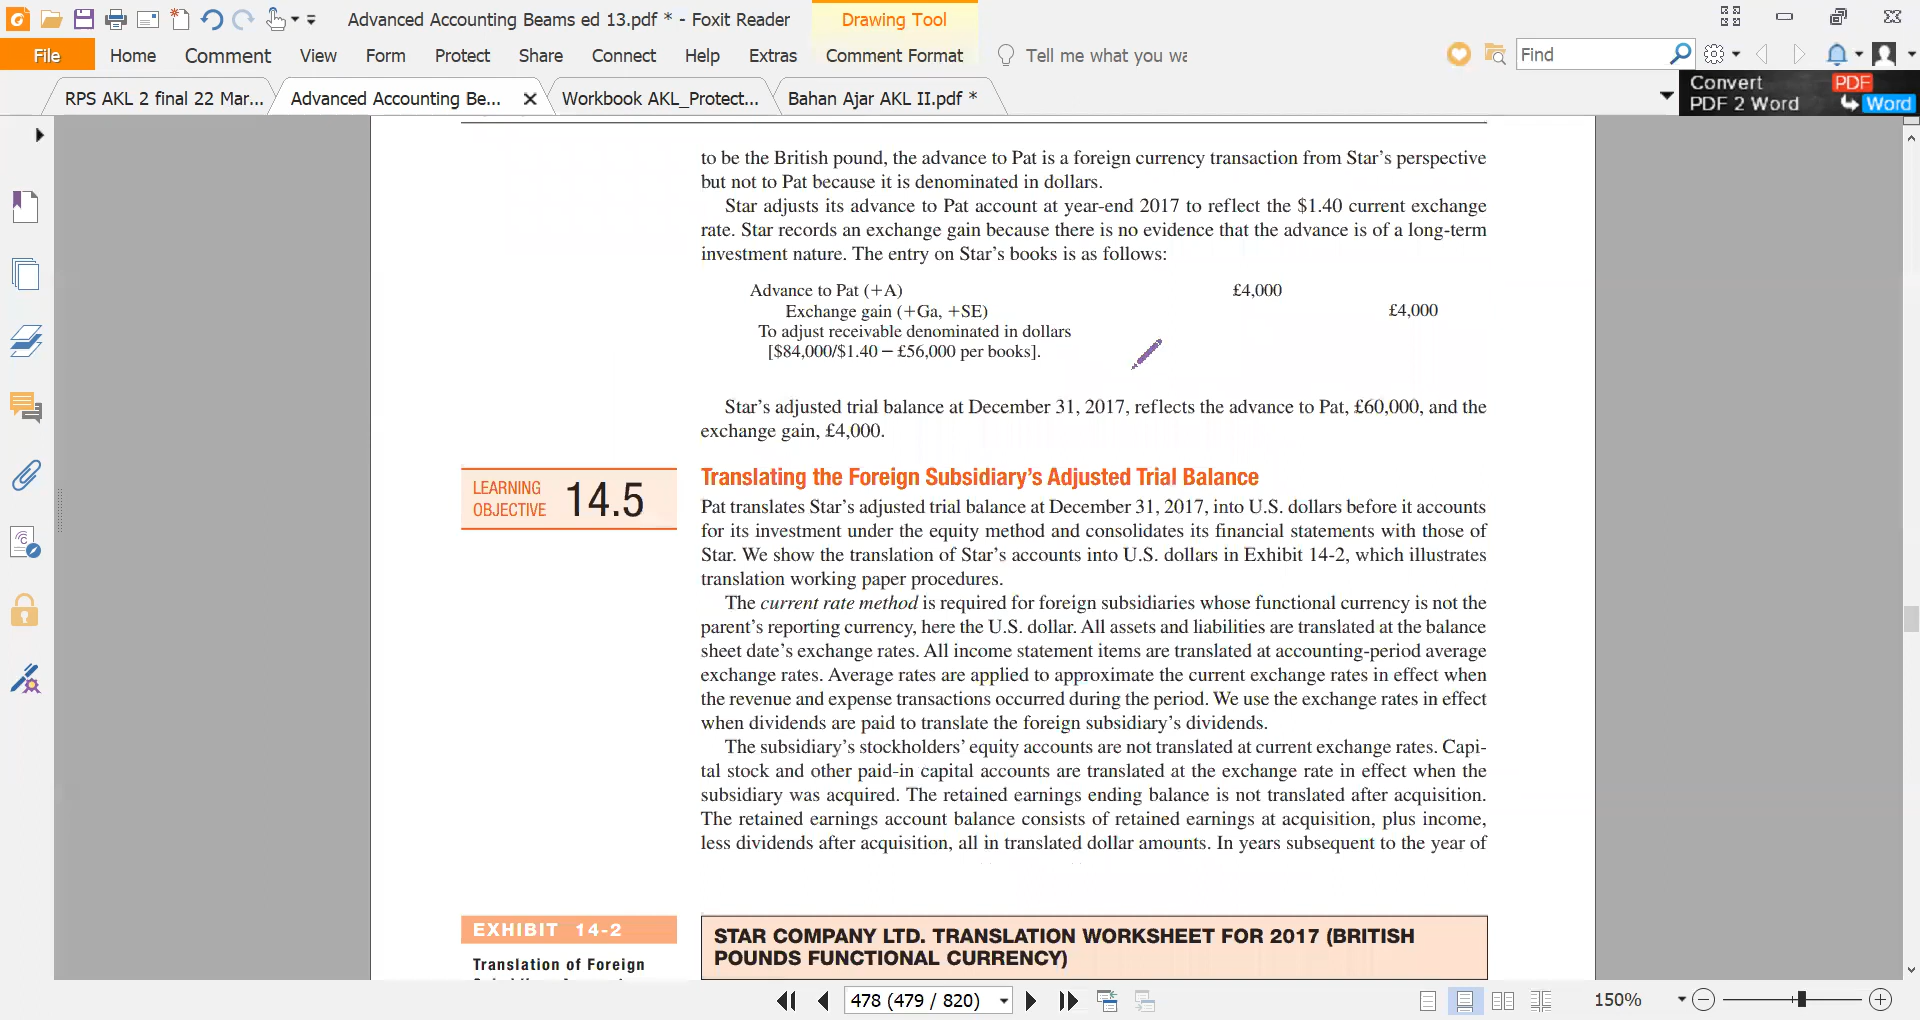 Advanced Accounting Beams ed 13.pdf * - Foxit Reader
Drawing Tool
File
Home
Comment
View
Form
Protect
Share
Connect
Help
Extras
Comment Format
Tell me what you wa
Find
RPS AKL 2 final 22 Mar...
Advanced Accounting Be...
Workbook AKL_Protect...
Bahan Ajar AKL II.pdf *
Convert PDF
PDF 2 Word Word
to be the British pound, the advance to Pat is a foreign currency transaction from Star’s perspective
but not to Pat because it is denominated in dollars.
Star adjusts its advance to Pat account at year-end 2017 to reflect the $1.40 current exchange
rate. Star records an exchange gain because there is no evidence that the advance is of a long-term
investment nature. The entry on Star’s books is as follows:
Advance to Pat (+A) £4,000
Exchange gain (+Ga, +SE) £4,000
To adjust receivable denominated in dollars
[$84,000/$1.40 − £56,000 per books].
Star’s adjusted trial balance at December 31, 2017, reflects the advance to Pat, £60,000, and the
exchange gain, £4,000.
LEARNING
OBJECTIVE 14.5
Translating the Foreign Subsidiary’s Adjusted Trial Balance
Pat translates Star’s adjusted trial balance at December 31, 2017, into U.S. dollars before it accounts
for its investment under the equity method and consolidates its financial statements with those of
Star. We show the translation of Star’s accounts into U.S. dollars in Exhibit 14-2, which illustrates
translation working paper procedures.
The current rate method is required for foreign subsidiaries whose functional currency is not the
parent’s reporting currency, here the U.S. dollar. All assets and liabilities are translated at the balance
sheet date’s exchange rates. All income statement items are translated at accounting-period average
exchange rates. Average rates are applied to approximate the current exchange rates in effect when
the revenue and expense transactions occurred during the period. We use the exchange rates in effect
when dividends are paid to translate the foreign subsidiary’s dividends.
The subsidiary’s stockholders’ equity accounts are not translated at current exchange rates. Capi-
tal stock and other paid-in capital accounts are translated at the exchange rate in effect when the
subsidiary was acquired. The retained earnings ending balance is not translated after acquisition.
The retained earnings account balance consists of retained earnings at acquisition, plus income,
less dividends after acquisition, all in translated dollar amounts. In years subsequent to the year of
EXHIBIT 14-2
Translation of Foreign
STAR COMPANY LTD. TRANSLATION WORKSHEET FOR 2017 (BRITISH
POUNDS FUNCTIONAL CURRENCY)
478 (479 / 820)
150%